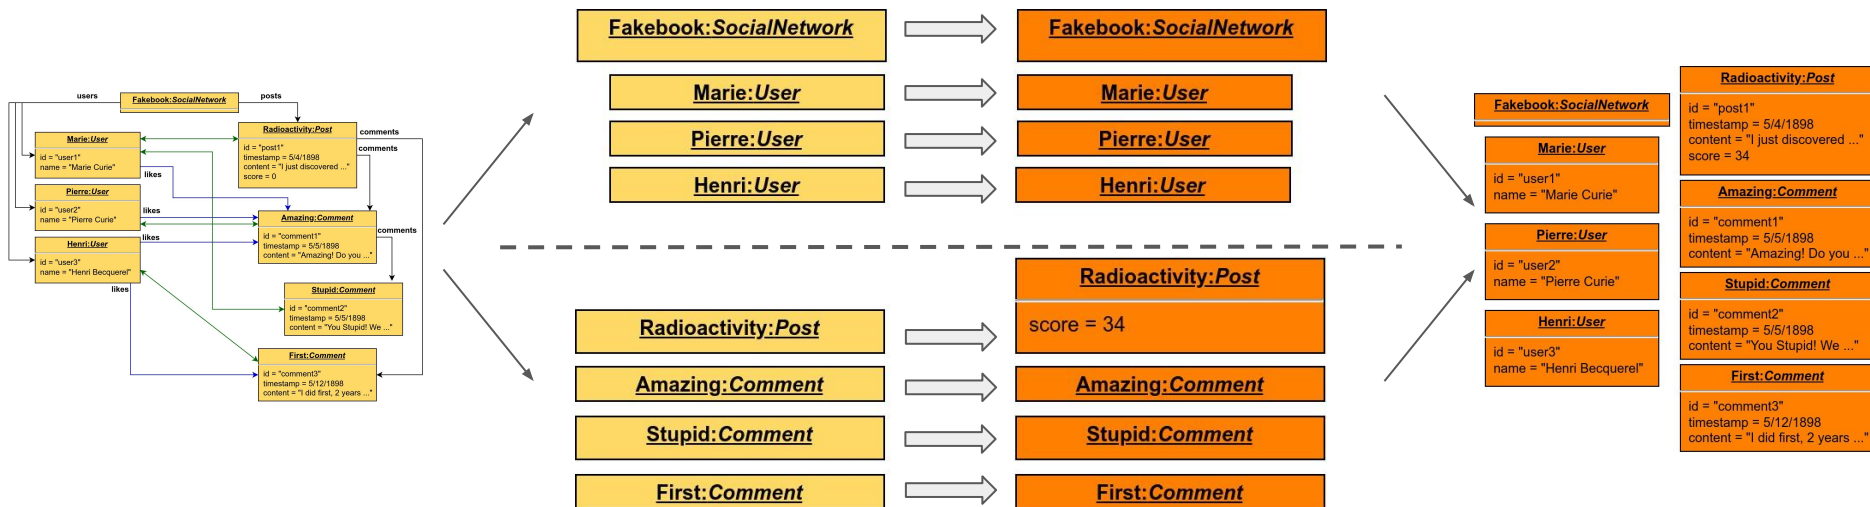 users
Fakebook:SocialNetwork
posts
Marie:User
id = "user1"
name = "Marie Curie"
Radioactivity:Post
id = "post1"
timestamp = 5/4/1898
content = "I just discovered ..."
score = 0
comments
comments
likes
Pierre:User
id = "user2"
name = "Pierre Curie"
likes
Amazing:Comment
id = "comment1"
timestamp = 5/5/1898
content = "Amazing! Do you ..."
comments
Henri:User
id = "user3"
name = "Henri Becquerel"
likes
likes
Stupid:Comment
id = "comment2"
timestamp = 5/5/1898
content = "You Stupid! We ..."
First:Comment
id = "comment3"
timestamp = 5/12/1898
content = "I did first, 2 years ..."
Fakebook:SocialNetwork
Fakebook:SocialNetwork
Marie:User
Marie:User
Pierre:User
Pierre:User
Henri:User
Henri:User
Radioactivity:Post
Radioactivity:Post
score = 34
Amazing:Comment
Amazing:Comment
Stupid:Comment
Stupid:Comment
First:Comment
First:Comment
Fakebook:SocialNetwork
Marie:User
id = "user1"
name = "Marie Curie"
Pierre:User
id = "user2"
name = "Pierre Curie"
Henri:User
id = "user3"
name = "Henri Becquerel"
Radioactivity:Post
id = "post1"
timestamp = 5/4/1898
content = "I just discovered ..."
score = 34
Amazing:Comment
id = "comment1"
timestamp = 5/5/1898
content = "Amazing! Do you ..."
Stupid:Comment
id = "comment2"
timestamp = 5/5/1898
content = "You Stupid! We ..."
First:Comment
id = "comment3"
timestamp = 5/12/1898
content = "I did first, 2 years ..."